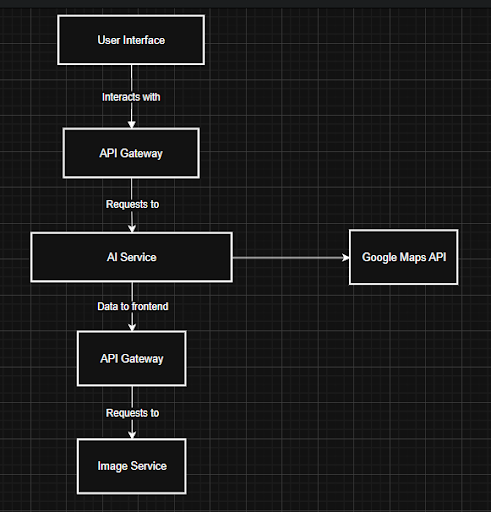 User Interface
Interacts with
API Gateway
Requests to
AI Service
Google Maps API
Data to frontend
API Gateway
Requests to
Image Service